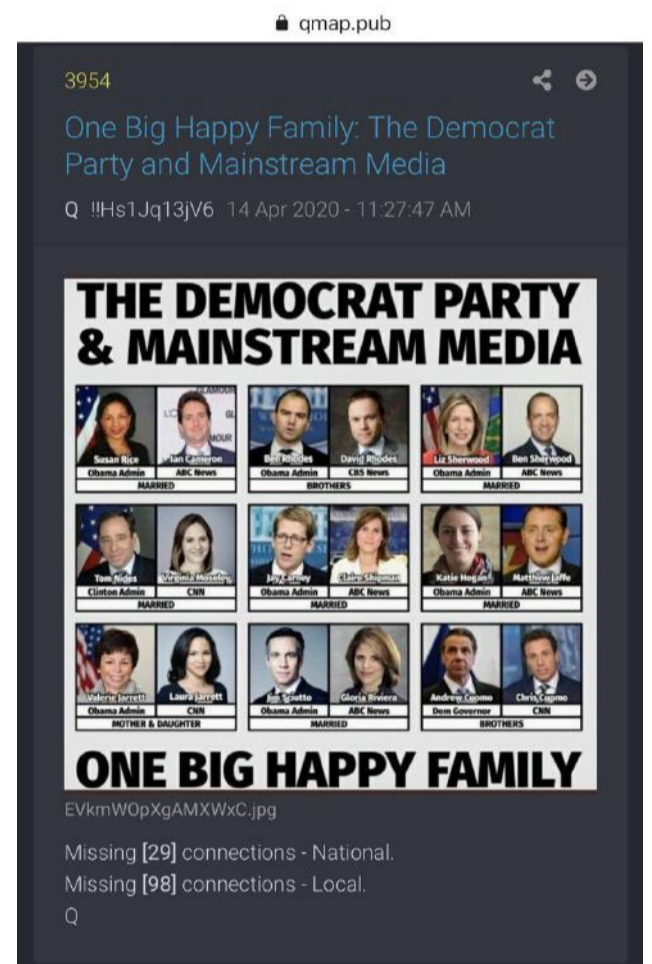 qmap.pub
3954
One Big Happy Family: The Democrat
Party and Mainstream Media
Q !!Hs1Jq13jV6 14 Apr 2020 - 11:27:47 AM
THE DEMOCRAT PARTY
& MAINSTREAM MEDIA
Susan Rice Ian Cameron
Obama Admin ABC News
MARRIED
Ben Rhodes David Rhodes
Obama Admin CBS News
BROTHERS
Liz Sherwood Ben Sherwood
Obama Admin ABC News
MARRIED
Tom Nides Virginia Moseley
Clinton Admin CNN
MARRIED
Jay Carney Claire Shipman
Obama Admin ABC News
MARRIED
Katie Hogan Matthew Jaffe
Obama Admin ABC News
MARRIED
Valerie Jarrett Laura Jarrett
Obama Admin CNN
MOTHER & DAUGHTER
Jim Sciutto Gloria Riviera
Obama Admin ABC News
MARRIED
Andrew Cuomo Chris Cuomo
Dem Governor CNN
BROTHERS
ONE BIG HAPPY FAMILY
EVkmWOpXgAMXWxC.jpg
Missing [29] connections - National.
Missing [98] connections - Local.
Q